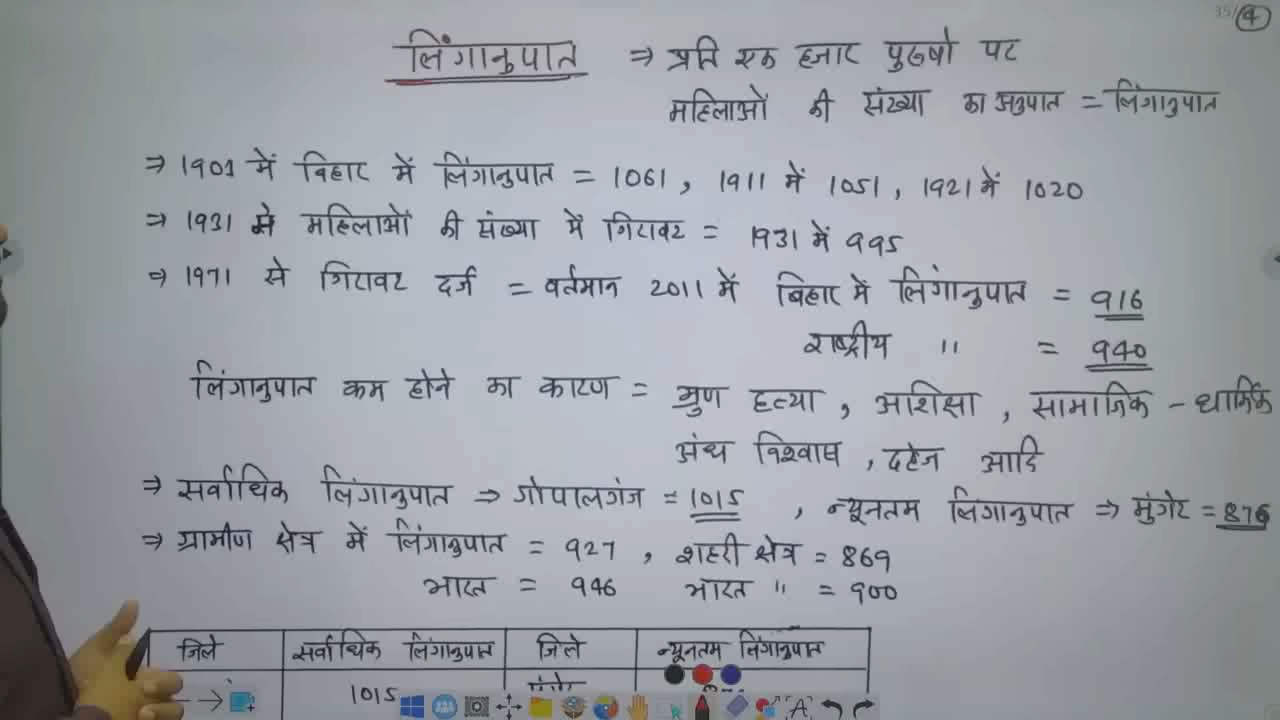 35/ 4
लिंगानुपात ⇒ प्रति एक हजार पुरुषो पर
महिलाओं की संख्या का अनुपात = लिंगानुपात
⇒ 1901 में बिहार में लिंगानुपात = 1061 , 1911 में 1051 , 1921 में 1020
⇒ 1931 से महिलाओं की संख्या में गिरावट = 1931 में 995
⇒ 1971 से गिरावट दर्ज = वर्तमान 2011 में बिहार में लिंगानुपात = 916
राष्ट्रीय " = 940
लिंगानुपात कम होने का कारण = भ्रुण हत्या , अशिक्षा , सामाजिक - धार्मिक
अंध विश्वास , दहेज आदि
⇒ सर्वाधिक लिंगानुपात ⇒ गोपालगंज = 1015 , न्यूनतम लिंगानुपात ⇒ मुंगेर = 876
⇒ ग्रामीण क्षेत्र में लिंगानुपात = 927 , शहरी क्षेत्र = 869
भारत = 946 भारत " = 900
जिले सर्वाधिक लिंगानुपात जिले न्यूनतम लिंगानुपात
1015